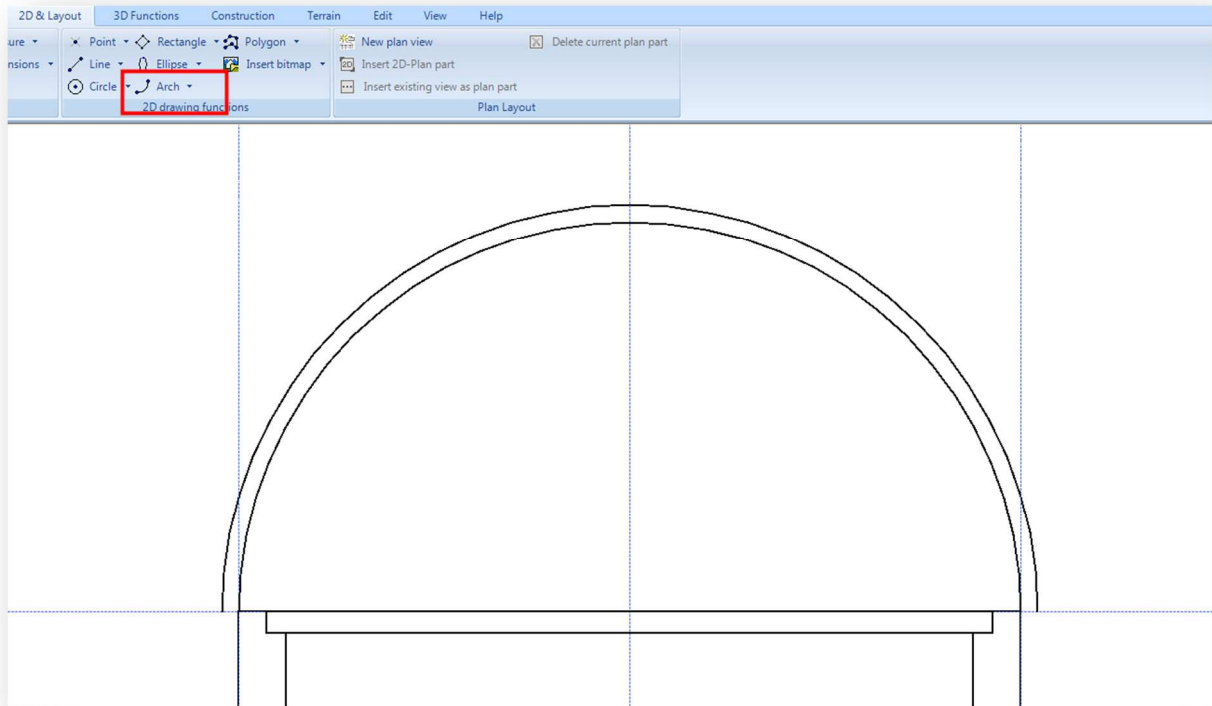 2D & Layout 3D Functions Construction Terrain Edit View Help
Point Rectangle Polygon New plan view Delete current plan part
Line Ellipse Insert bitmap Insert 2D-Plan part
Circle Arch Insert existing view as plan part
2D drawing functions Plan Layout